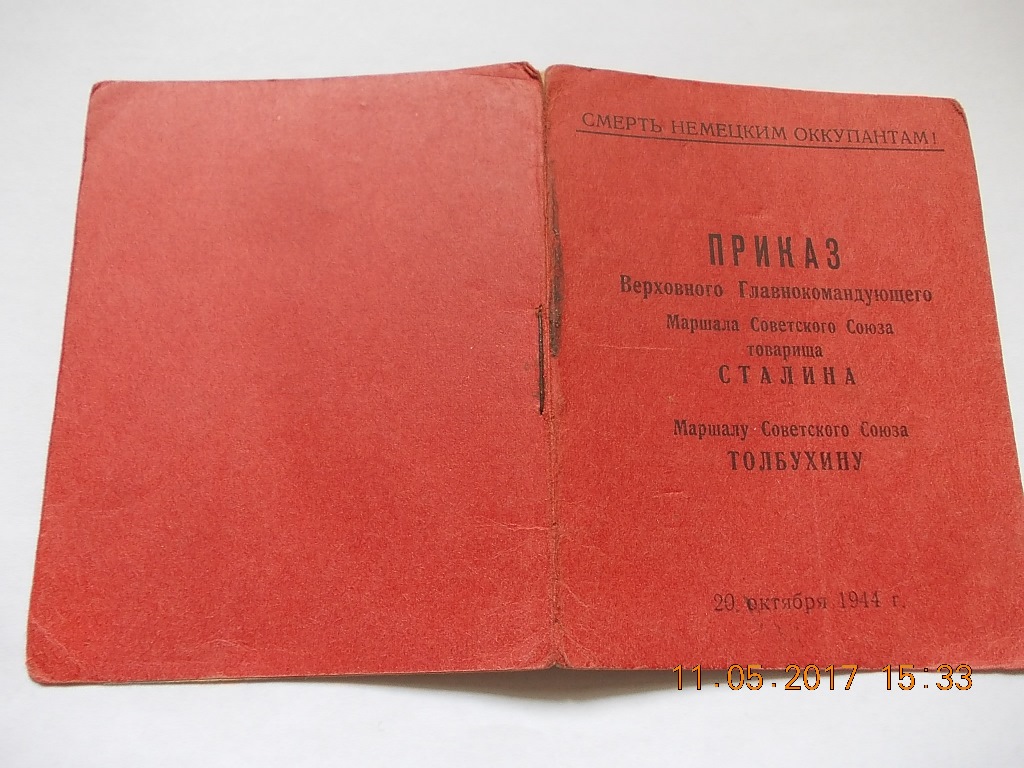 СМЕРТЬ НЕМЕЦКИМ ОККУПАНТАМ!
ПРИКАЗ
Верховного Главнокомандующего
Маршала Советского Союза
товарища
СТАЛИНА
Маршалу Советского Союза
ТОЛБУХИНУ
20 октября 1944 г.
11.05.2017 15:33